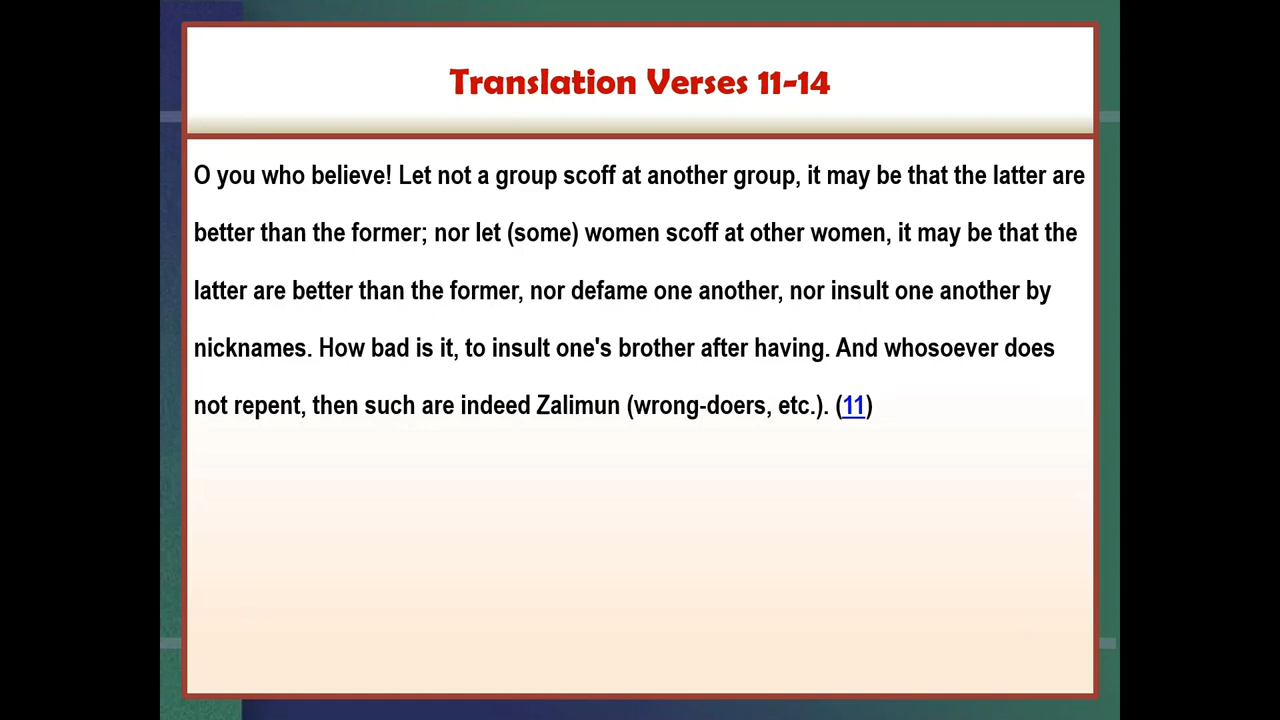 Translation Verses 11-14
O you who believe! Let not a group scoff at another group, it may be that the latter are
better than the former; nor let (some) women scoff at other women, it may be that the
latter are better than the former, nor defame one another, nor insult one another by
nicknames. How bad is it, to insult one's brother after having. And whosoever does
not repent, then such are indeed Zalimun (wrong-doers, etc.). (11)